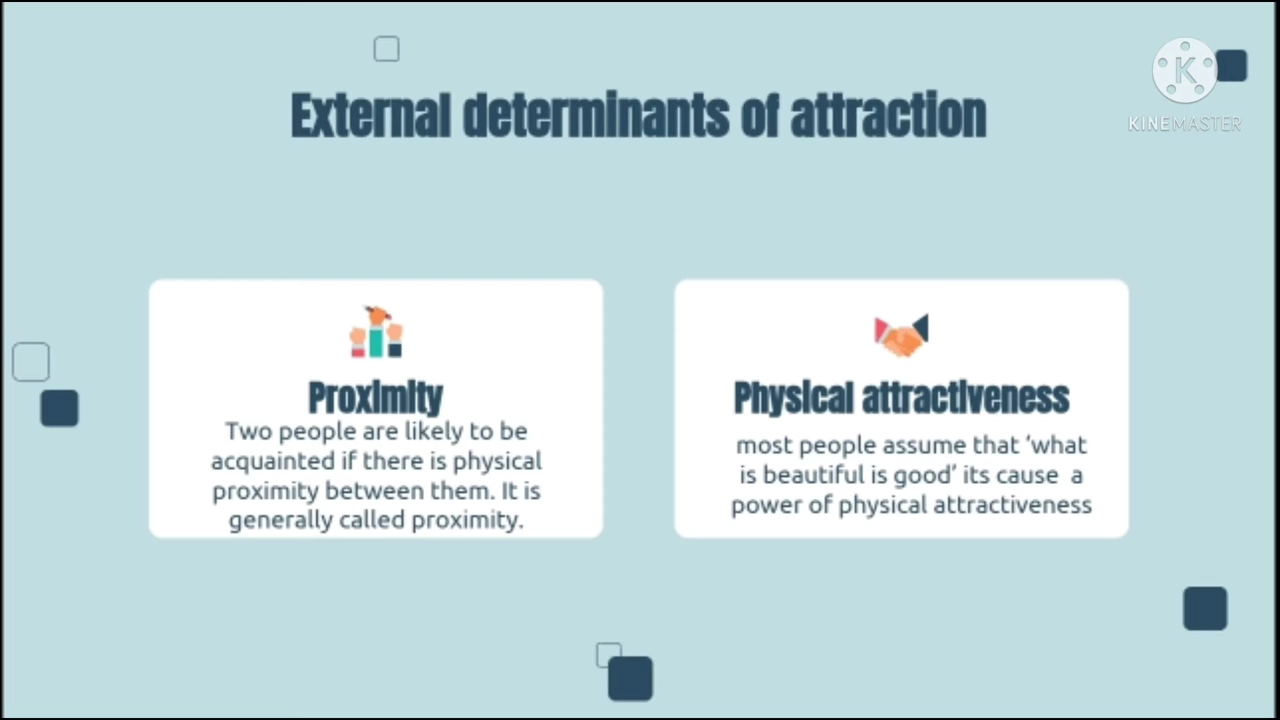 K
KINEMASTER
External determinants of attraction
Proximity
Two people are likely to be
acquainted if there is physical
proximity between them. It is
generally called proximity.
Physical attractiveness
most people assume that ‘what
is beautiful is good’ its cause a
power of physical attractiveness